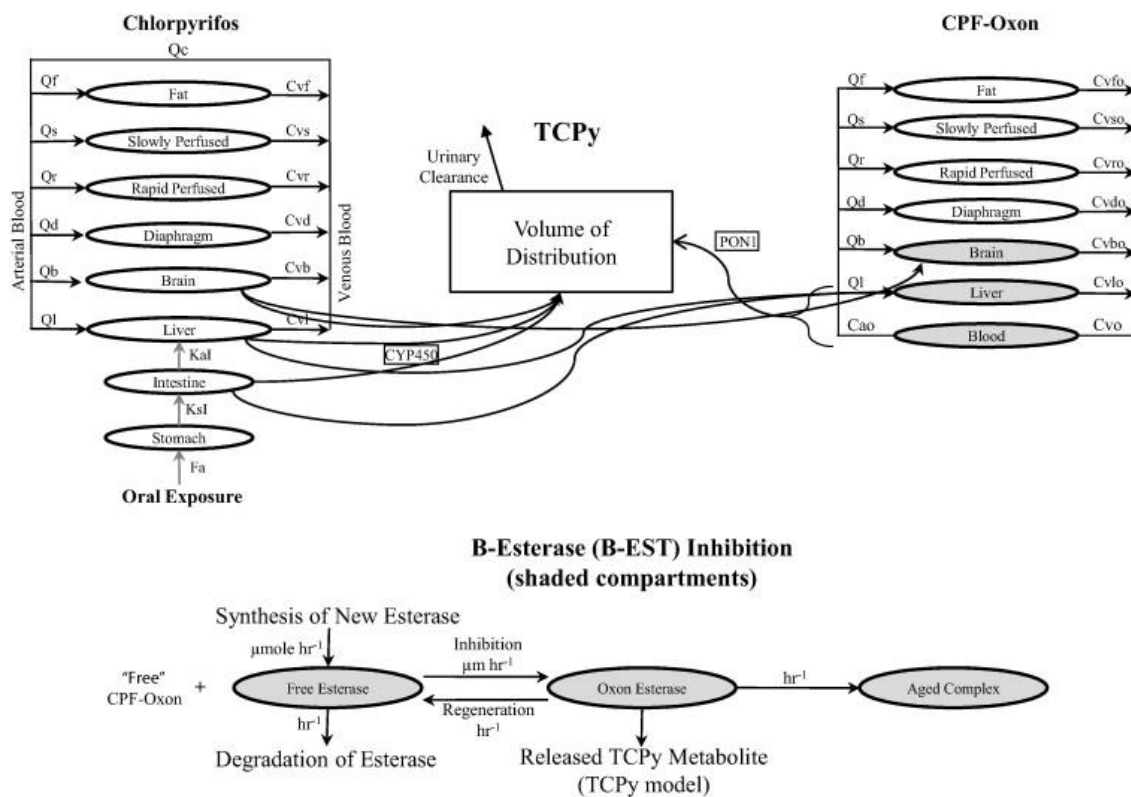 Chlorpyrifos
Qc
Qf
Fat
Cvf
Qs
Slowly Perfused
Cvs
Qr
Rapid Perfused
Cvr
Qd
Diaphragm
Cvd
Qb
Brain
Cvb
Ql
Liver
Cvl
Arterial Blood
Venous Blood
KaI
Intestine
KsI
Stomach
Fa
Oral Exposure
CYP450
TCPy
Urinary
Clearance
Volume of
Distribution
PON1
CPF-Oxon
Qf
Fat
Cvfo
Qs
Slowly Perfused
Cvso
Qr
Rapid Perfused
Cvro
Qd
Diaphragm
Cvdo
Qb
Brain
Cvbo
Ql
Liver
Cvlo
Cao
Blood
Cvo
B-Esterase (B-EST) Inhibition
(shaded compartments)
Synthesis of New Esterase
µmole hr⁻¹
"Free"
CPF-Oxon
+
Free Esterase
Inhibition
µm hr⁻¹
Regeneration
hr⁻¹
Oxon Esterase
hr⁻¹
Aged Complex
hr⁻¹
Degradation of Esterase
Released TCPy Metabolite
(TCPy model)